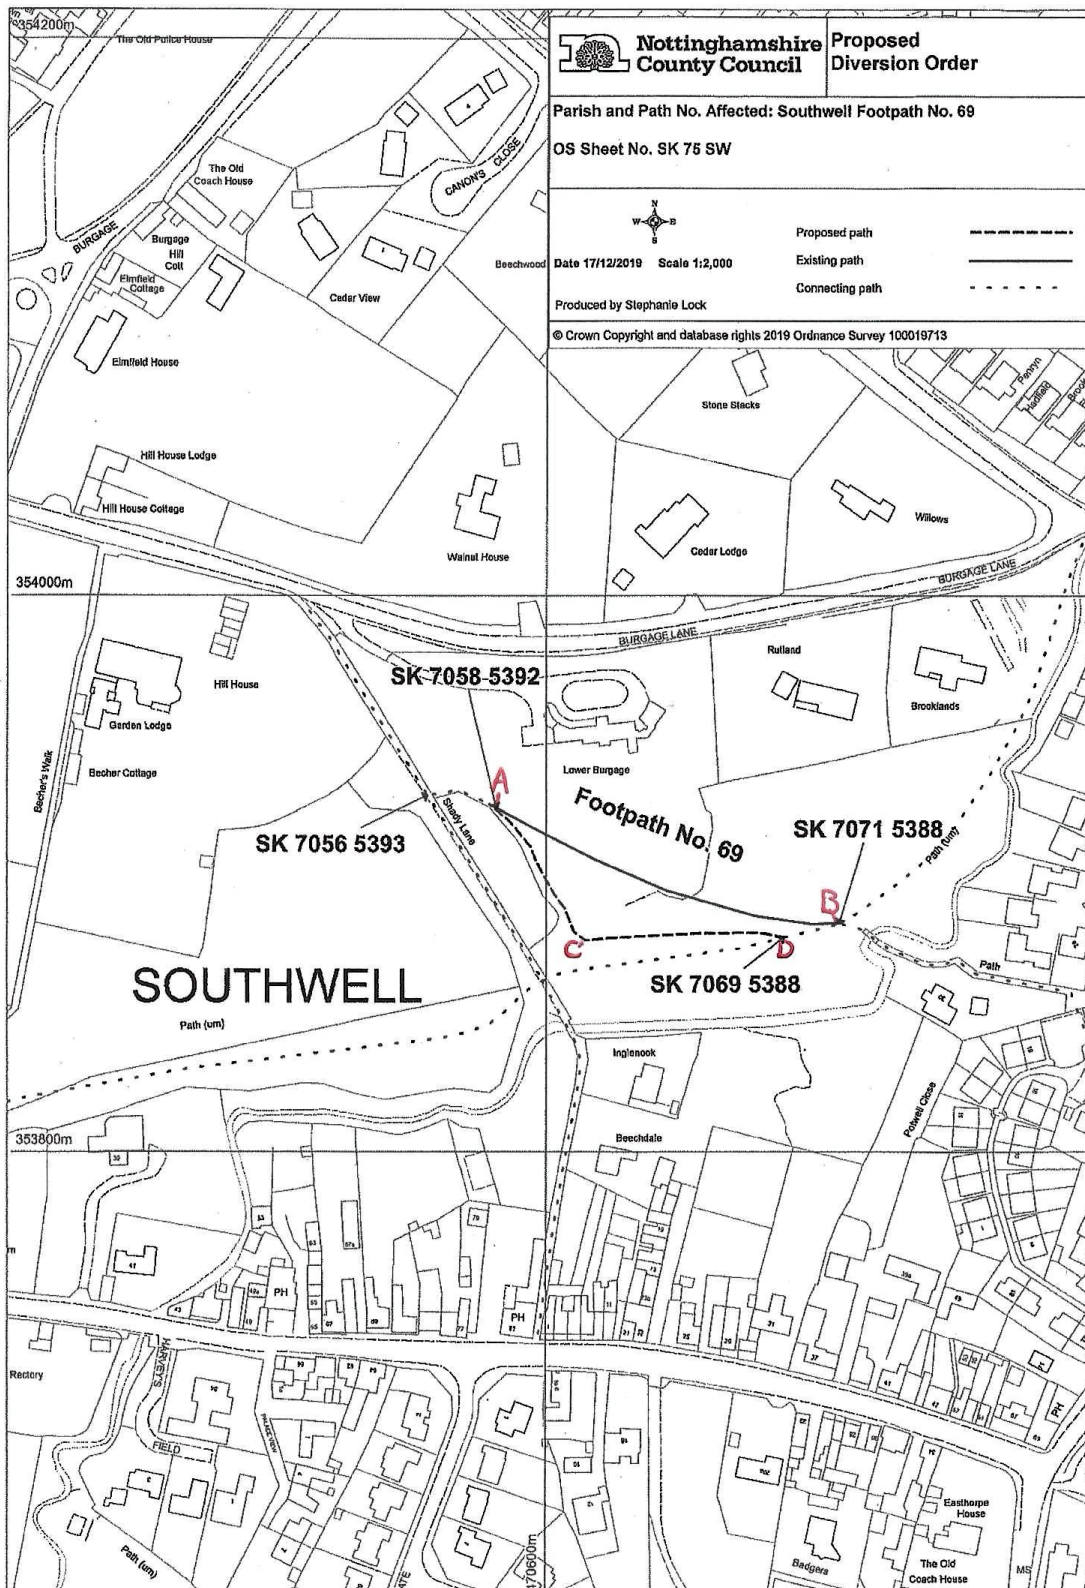 354200m
The Old Police House
Nottinghamshire
County Council
Proposed
Diversion Order
Parish and Path No. Affected: Southwell Footpath No. 69
OS Sheet No. SK 75 SW
N
W E
S
Date 17/12/2019 Scale 1:2,000
Produced by Stephanie Lock
Proposed path
Existing path
Connecting path
© Crown Copyright and database rights 2019 Ordnance Survey 100019713
CANON'S CLOSE
The Old
Coach House
BURGAGE
Burgage
Hill
Cott
Elmfield
Cottage
Beechwood
Cedar View
Elmfield House
Penryn
Hadfield
Stone Stacks
Hill House Lodge
Hill House Cottage
Walnut House
Cedar Lodge
Willows
354000m
BURGAGE LANE
BURGAGE LANE
Rutland
SK 7058 5392
Hill House
Garden Lodge
Brooklands
Becher's Walk
Becher Cottage
Lower Burgage
A
Shady Lane
Footpath No. 69
SK 7056 5393
SK 7071 5388
Path (um)
B
C
D
Path
SK 7069 5388
SOUTHWELL
Path (um)
Inglenook
Potwell Close
353800m
Beechdale
PH
PH
PH
Rectory
HARVEY'S
FIELD
PALACE VIEW
Easthorpe
House
Path (um)
GATE
470600m
Badgers
The Old
Coach House
MS